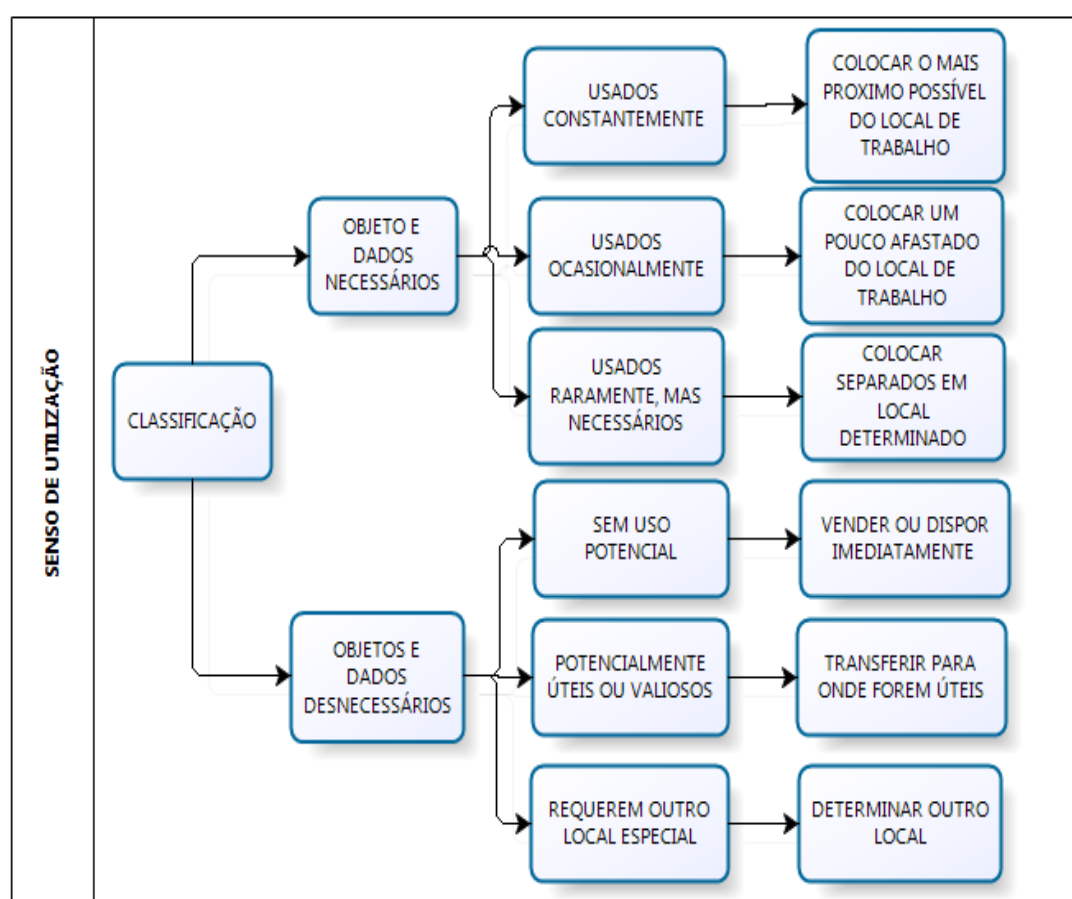 SENSO DE UTILIZAÇÃO
CLASSIFICAÇÃO
OBJETO E
DADOS
NECESSÁRIOS
USADOS
CONSTANTEMENTE
COLOCAR O MAIS
PROXIMO POSSÍVEL
DO LOCAL DE
TRABALHO
USADOS
OCASIONALMENTE
COLOCAR UM
POUCO AFASTADO
DO LOCAL DE
TRABALHO
USADOS
RARAMENTE, MAS
NECESSÁRIOS
COLOCAR
SEPARADOS EM
LOCAL
DETERMINADO
OBJETOS E
DADOS
DESNECESSÁRIOS
SEM USO
POTENCIAL
VENDER OU DISPOR
IMEDIATAMENTE
POTENCIALMENTE
ÚTEIS OU VALIOSOS
TRANSFERIR PARA
ONDE FOREM ÚTEIS
REQUEREM OUTRO
LOCAL ESPECIAL
DETERMINAR OUTRO
LOCAL